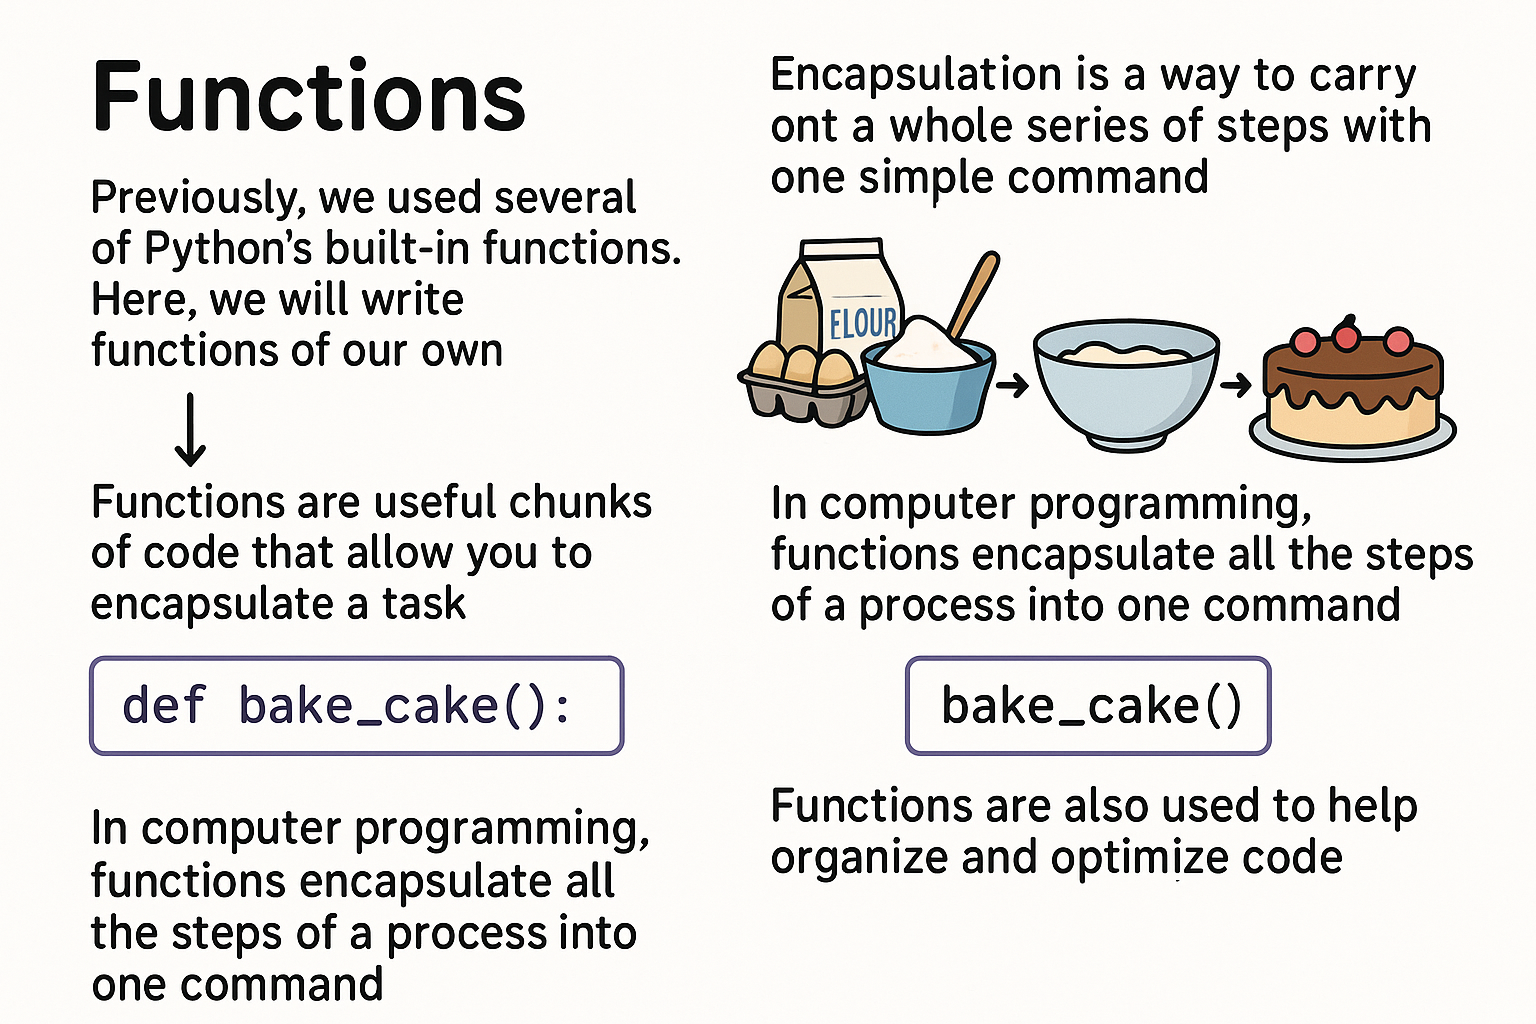 Functions
Previously, we used several
of Python's built-in functions.
Here, we will write
functions of our own
Functions are useful chunks
of code that allow you to
encapsulate a task
def bake_cake():
In computer programming,
functions encapsulate all
the steps of a process into
one command
Encapsulation is a way to carry
ont a whole series of steps with
one simple command
ELOUR
In computer programming,
functions encapsulate all the steps
of a process into one command
bake_cake()
Functions are also used to help
organize and optimize code